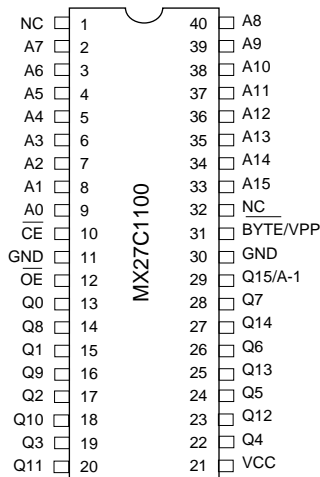 NC 1 40 A8
A7 2 39 A9
A6 3 38 A10
A5 4 37 A11
A4 5 36 A12
A3 6 35 A13
A2 7 34 A14
A1 8 33 A15
A0 9 32 NC
CE 10 31 BYTE/VPP
GND 11 30 GND
OE 12 29 Q15/A-1
Q0 13 28 Q7
Q8 14 27 Q14
Q1 15 26 Q6
Q9 16 25 Q13
Q2 17 24 Q5
Q10 18 23 Q12
Q3 19 22 Q4
Q11 20 21 VCC
MX27C1100